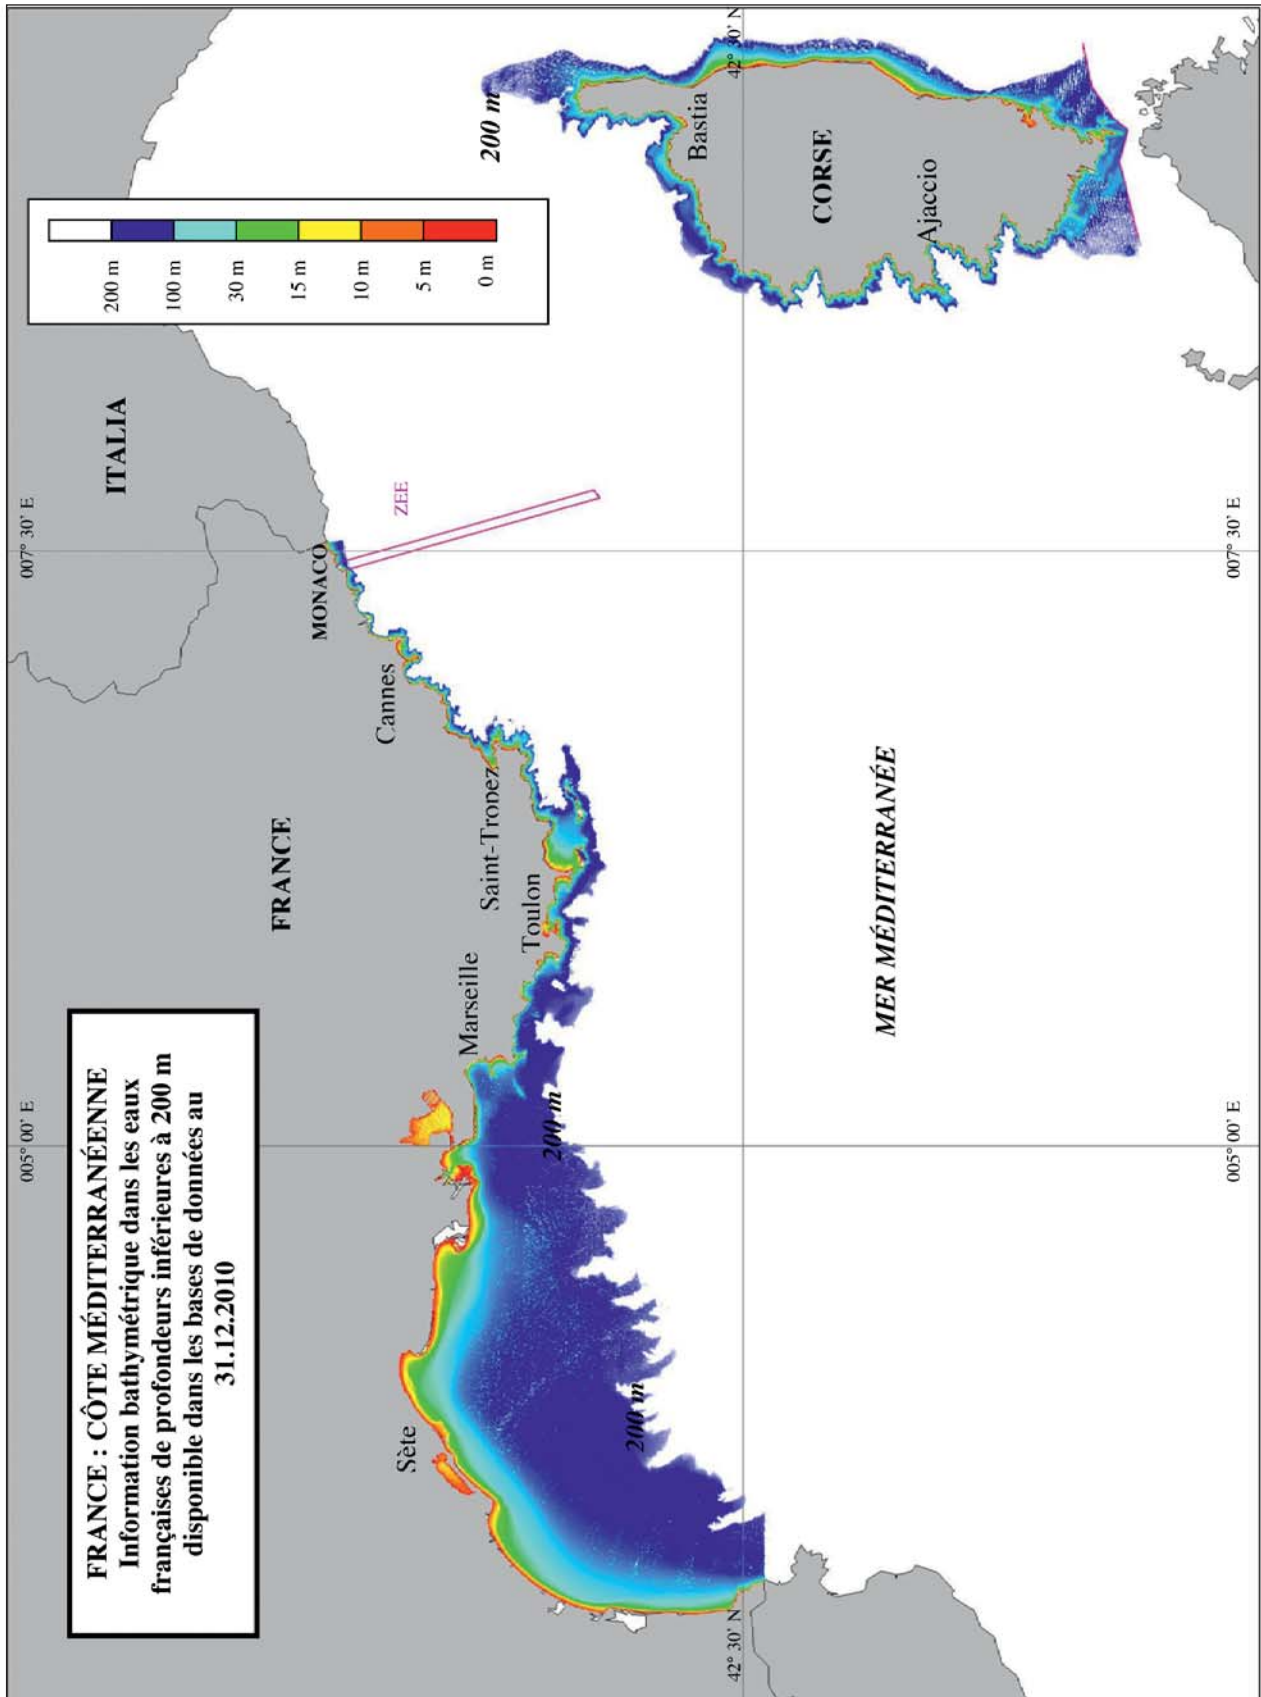 FRANCE : CÔTE MÉDITERRANÉENNE
Information bathymétrique dans les eaux
françaises de profondeurs inférieures à 200 m
disponible dans les bases de données au
31.12.2010
005° 00' E
007° 30' E
ITALIA
200 m
100 m
30 m
15 m
10 m
5 m
0 m
FRANCE
MONACO
ZEE
Cannes
Sète
Marseille
Saint-Tropez
Toulon
200 m
200 m
200 m
42° 30' N
42° 30' N
Bastia
CORSE
Ajaccio
MER MÉDITERRANÉE
005° 00' E
007° 30' E